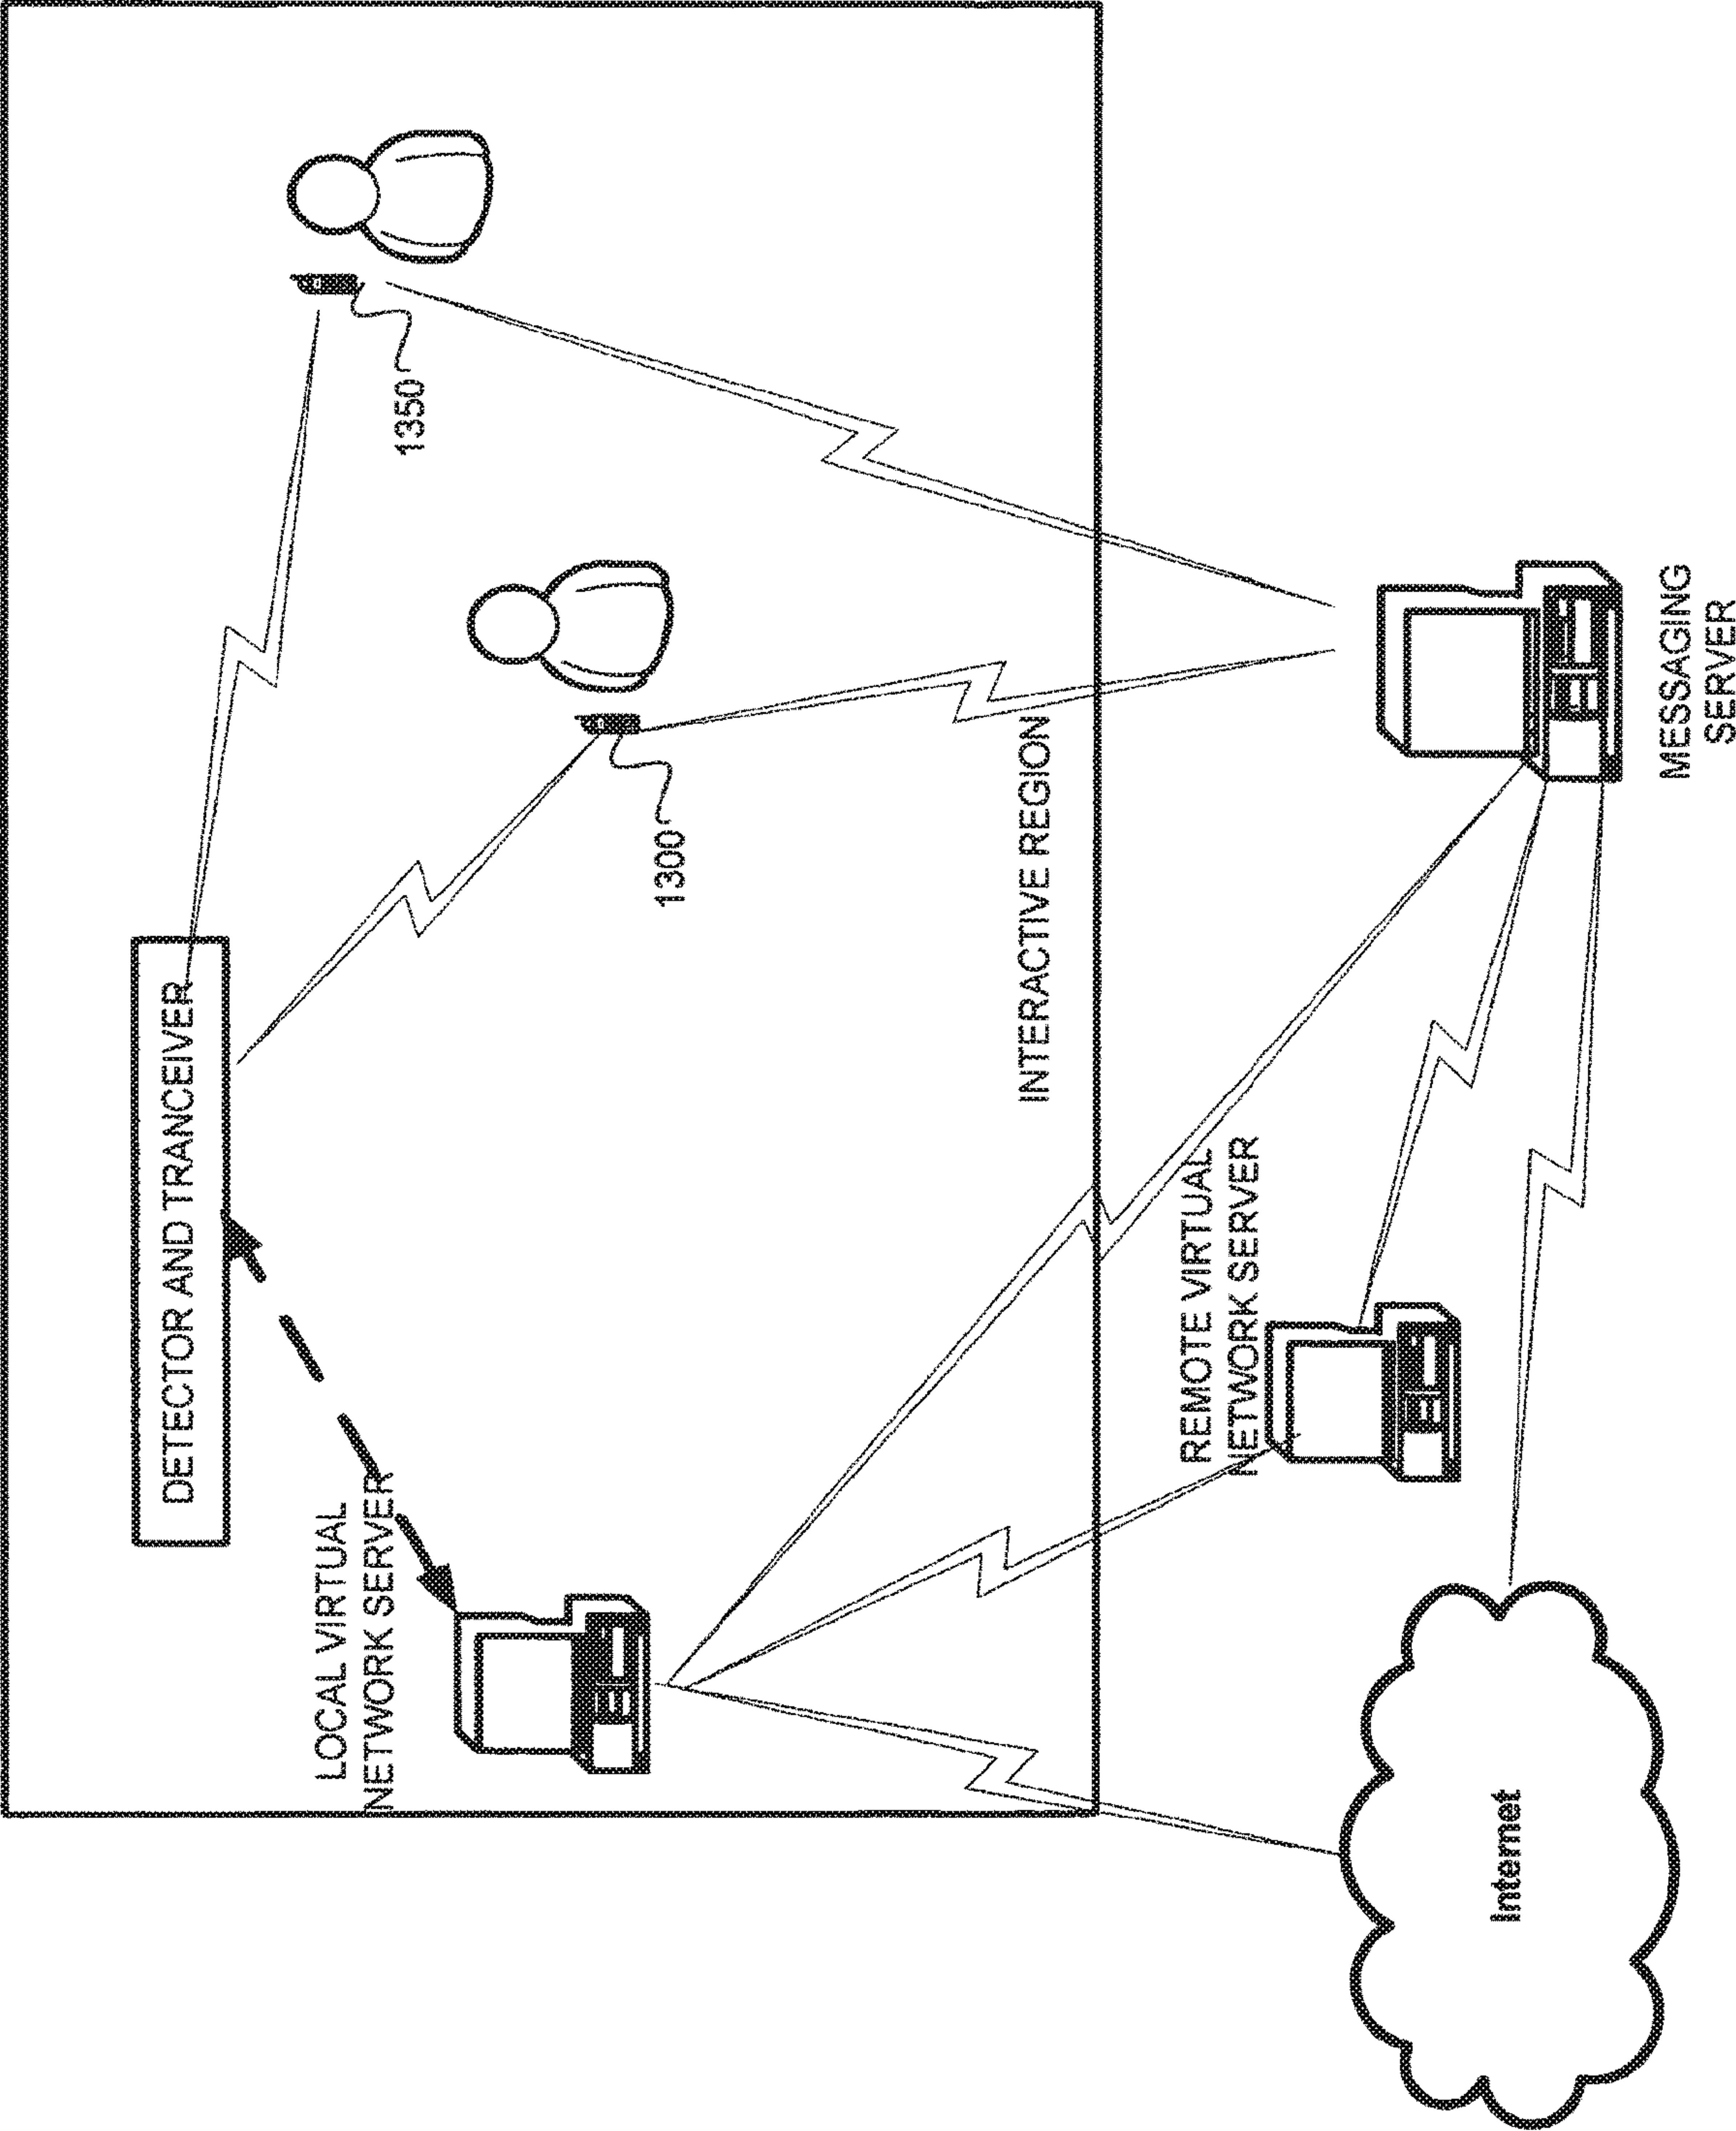 DETECTOR AND TRANCEIVER
LOCAL VIRTUAL
NETWORK SERVER
1350
1300
INTERACTIVE REGION
REMOTE VIRTUAL
NETWORK SERVER
MESSAGING
SERVER
Internet